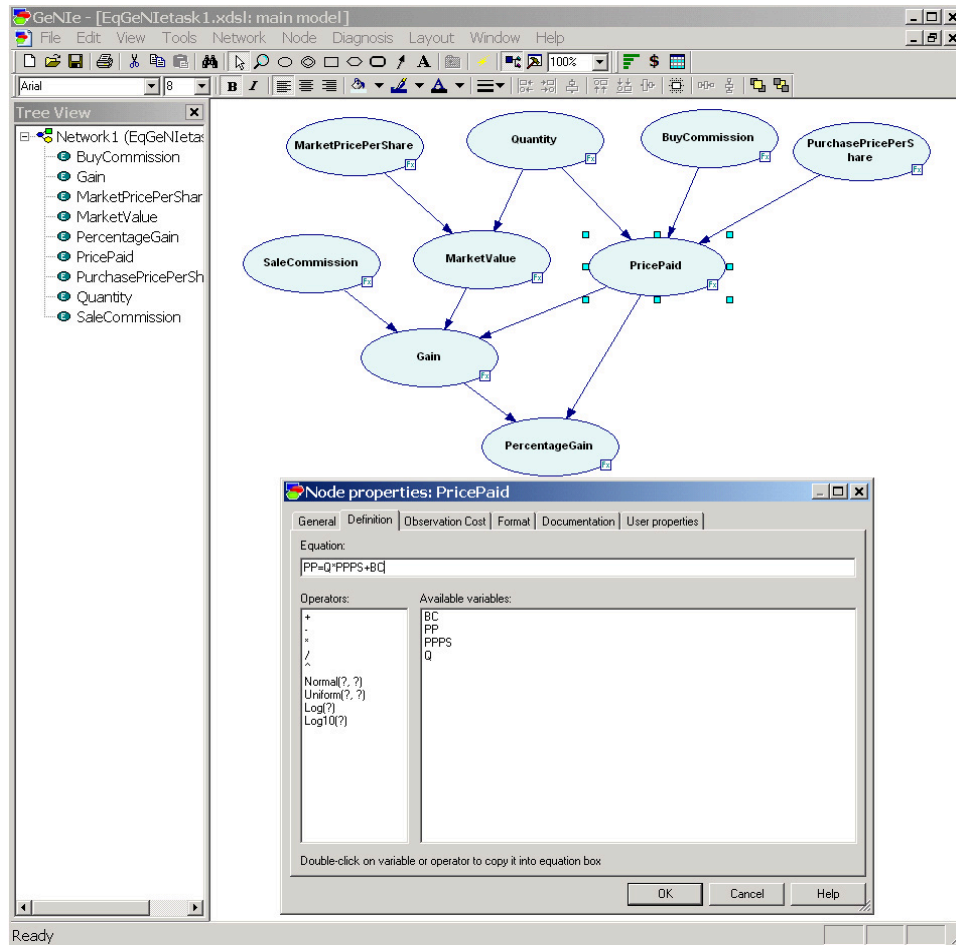 GeNIe - [EqGeNIetask1.xdsl: main model]
File Edit View Tools Network Node Diagnosis Layout Window Help
100%
Arial 8 B I A
Tree View
Network1 (EqGeNIetas
BuyCommission
Gain
MarketPricePerShar
MarketValue
PercentageGain
PricePaid
PurchasePricePerSh
Quantity
SaleCommission
MarketPricePerShare
Quantity
BuyCommission
PurchasePricePerS
hare
SaleCommission
MarketValue
PricePaid
Gain
PercentageGain
Node properties: PricePaid
General Definition Observation Cost Format Documentation User properties
Equation:
PP=Q*PPPS+BC
Operators:
Available variables:
+
-
*
/
^
Normal(?, ?)
Uniform(?, ?)
Log(?)
Log10(?)
BC
PP
PPPS
Q
Double-click on variable or operator to copy it into equation box
OK Cancel Help
Ready